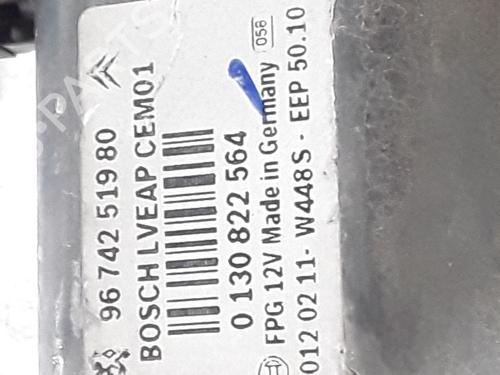 96 742 519 80
BOSCH LVEAP CEM01
0 130 822 564
FPG 12V Made in Germany 058
012 02 11- W448S - EEP 50.10